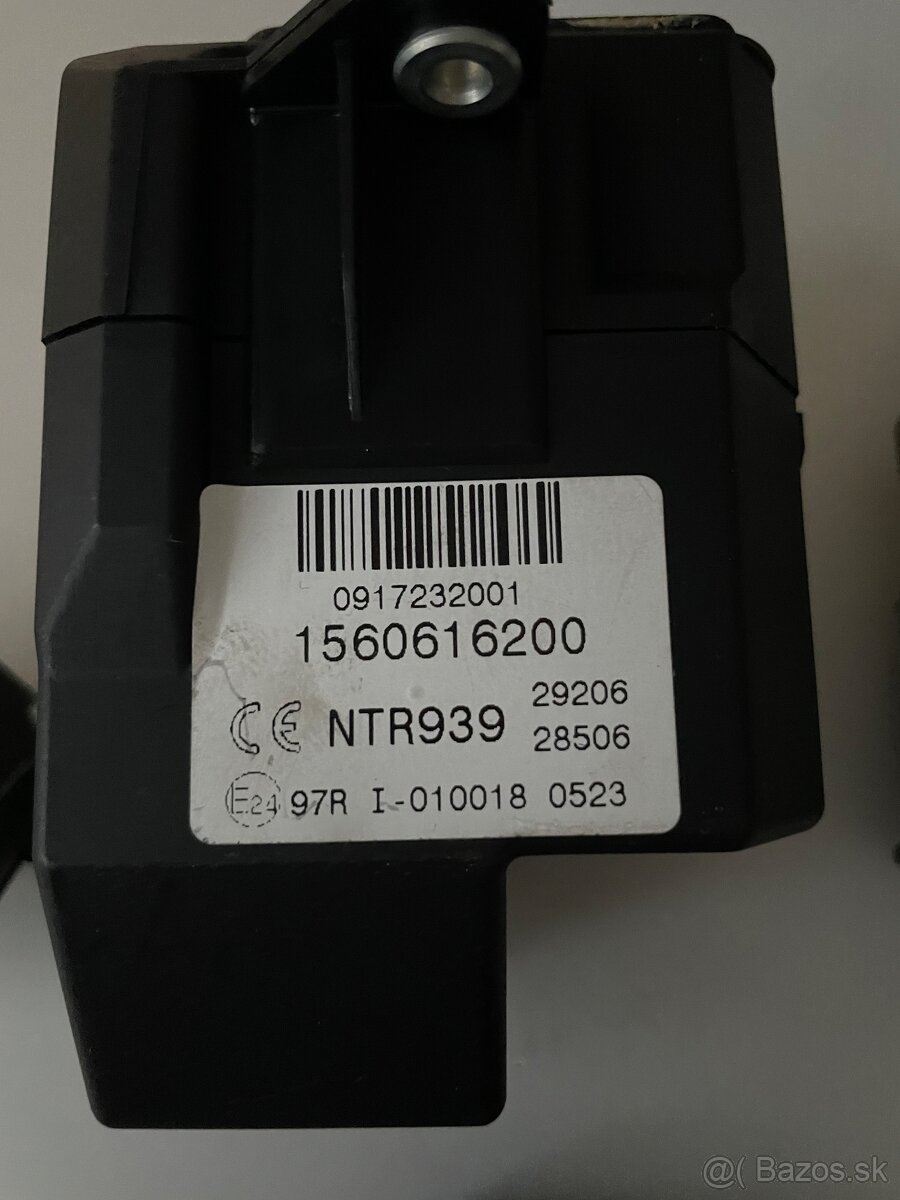 0917232001
1560616200
CE NTR939 29206
28506
E24 97R I-010018 0523
@( Bazos.sk